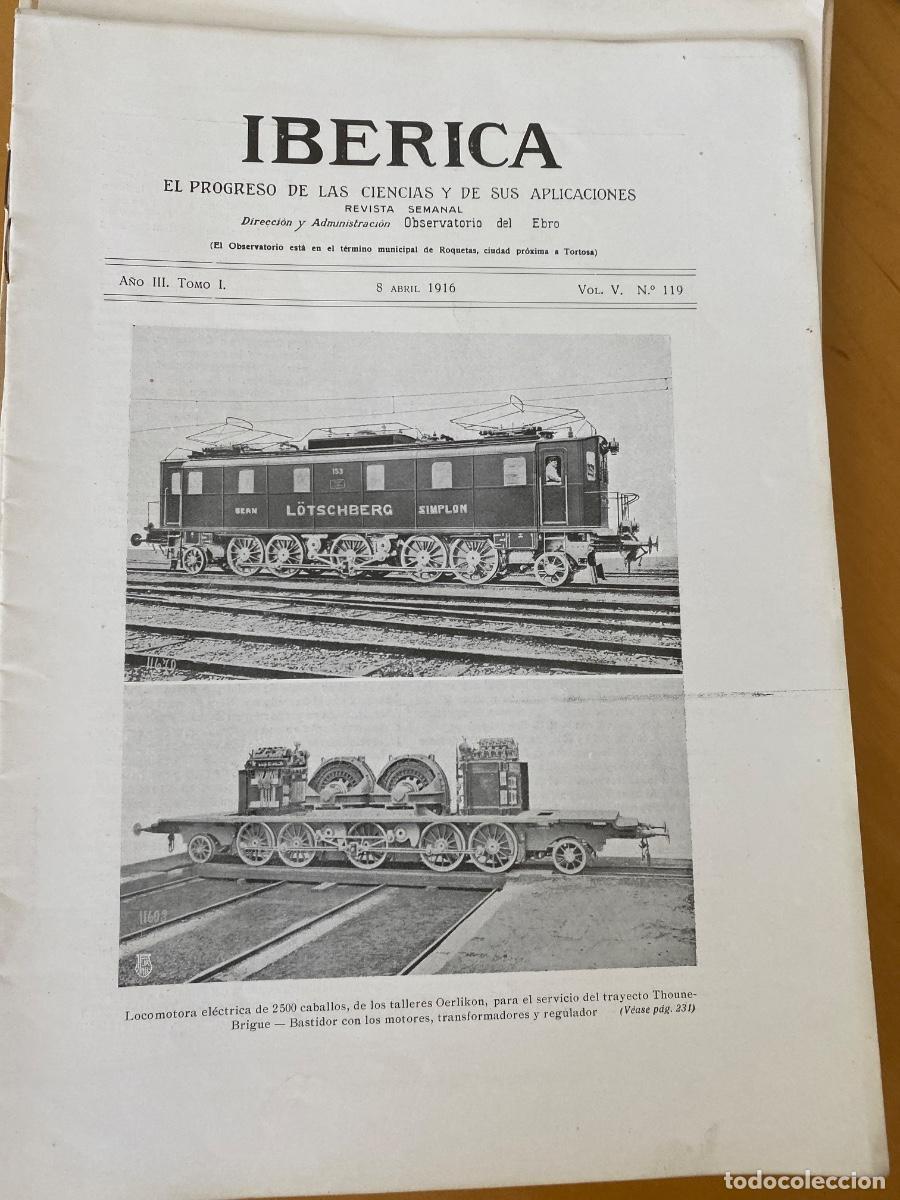 IBERICA
EL PROGRESO DE LAS CIENCIAS Y DE SUS APLICACIONES
REVISTA SEMANAL
Dirección y Administración Observatorio del Ebro
(El Observatorio está en el término municipal de Roquetas, ciudad próxima a Tortosa)
AÑO III. TOMO I. 8 ABRIL 1916 VOL. V. N.º 119
153
BERN LÖTSCHBERG SIMPLON
11603
Locomotora eléctrica de 2500 caballos, de los talleres Oerlikon, para el servicio del trayecto Thoune-
Brigue — Bastidor con los motores, transformadores y regulador (Véase pág. 231)
todocoleccion